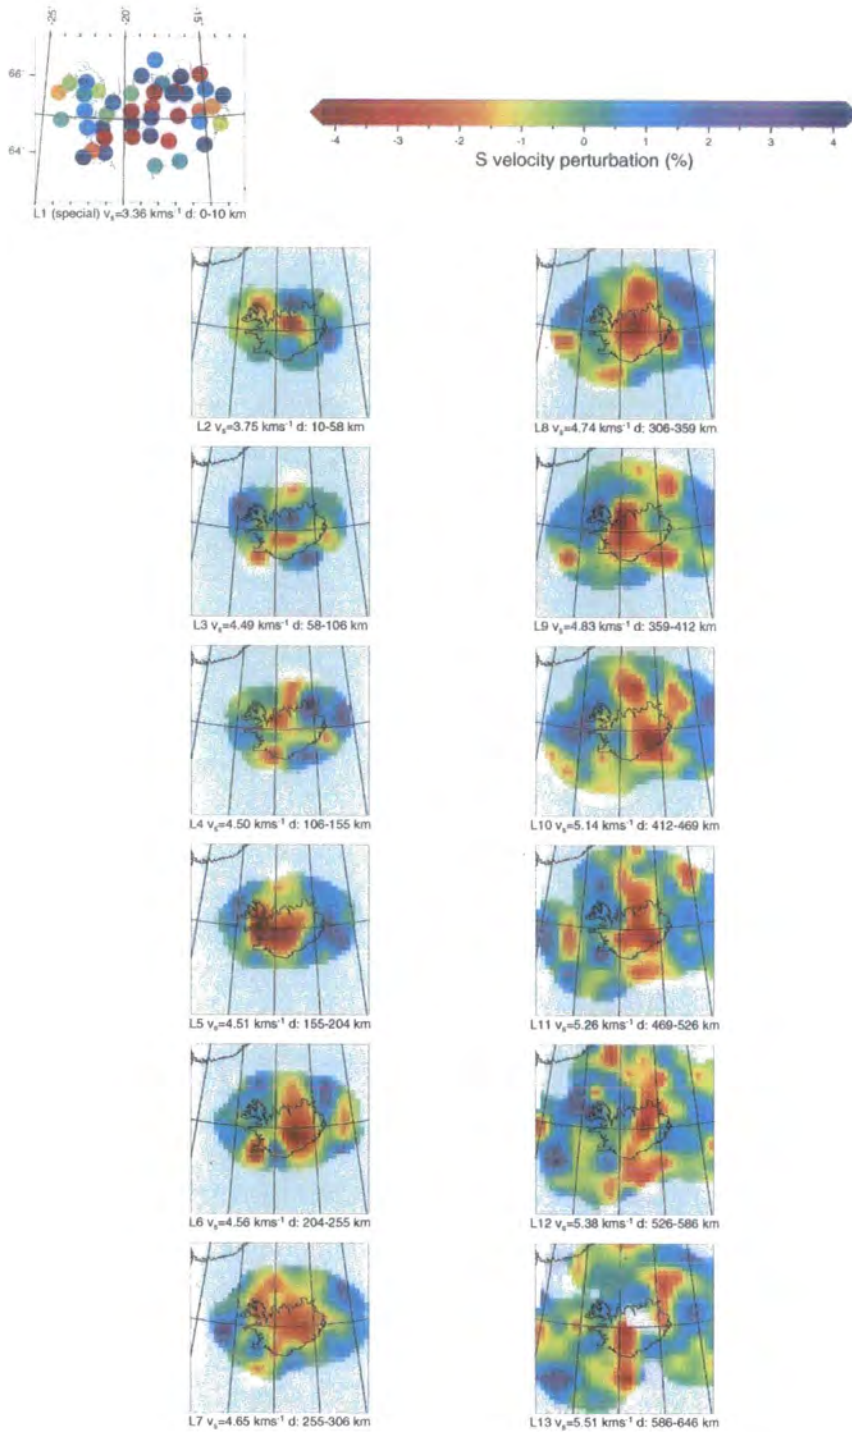 -25˚ -20˚ -15˚
66˚
64˚
L1 (special) vs=3.36 kms⁻¹ d: 0-10 km
-4 -3 -2 -1 0 1 2 3 4
S velocity perturbation (%)
L2 vs=3.75 kms⁻¹ d: 10-58 km
L3 vs=4.49 kms⁻¹ d: 58-106 km
L4 vs=4.50 kms⁻¹ d: 106-155 km
L5 vs=4.51 kms⁻¹ d: 155-204 km
L6 vs=4.56 kms⁻¹ d: 204-255 km
L7 vs=4.65 kms⁻¹ d: 255-306 km
L8 vs=4.74 kms⁻¹ d: 306-359 km
L9 vs=4.83 kms⁻¹ d: 359-412 km
L10 vs=5.14 kms⁻¹ d: 412-469 km
L11 vs=5.26 kms⁻¹ d: 469-526 km
L12 vs=5.38 kms⁻¹ d: 526-586 km
L13 vs=5.51 kms⁻¹ d: 586-646 km